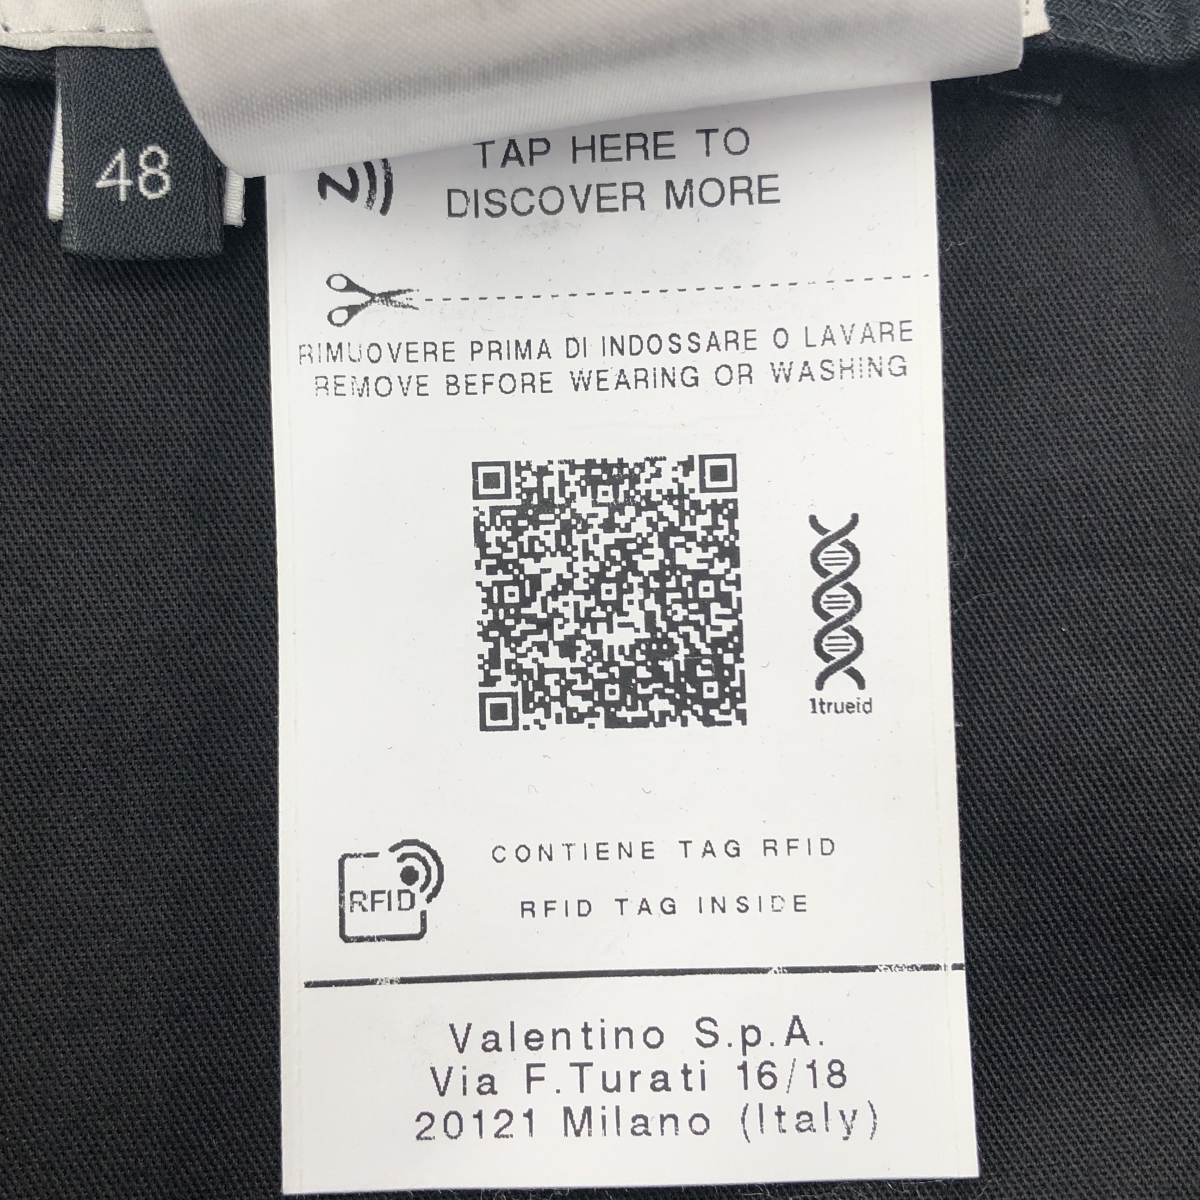 48
TAP HERE TO
DISCOVER MORE
RIMUOVERE PRIMA DI INDOSSARE O LAVARE
REMOVE BEFORE WEARING OR WASHING
1trueid
RFID
CONTIENE TAG RFID
RFID TAG INSIDE
Valentino S.p.A.
Via F.Turati 16/18
20121 Milano (Italy)